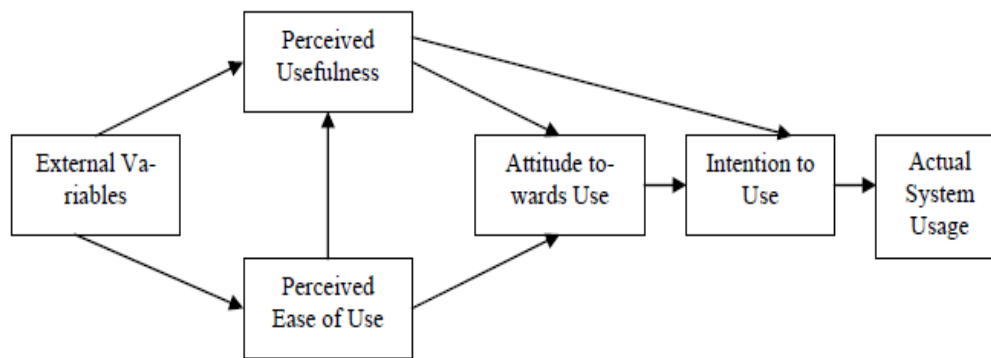 Perceived
Usefulness
External Va-
riables
Attitude to-
wards Use
Intention to
Use
Actual
System
Usage
Perceived
Ease of Use